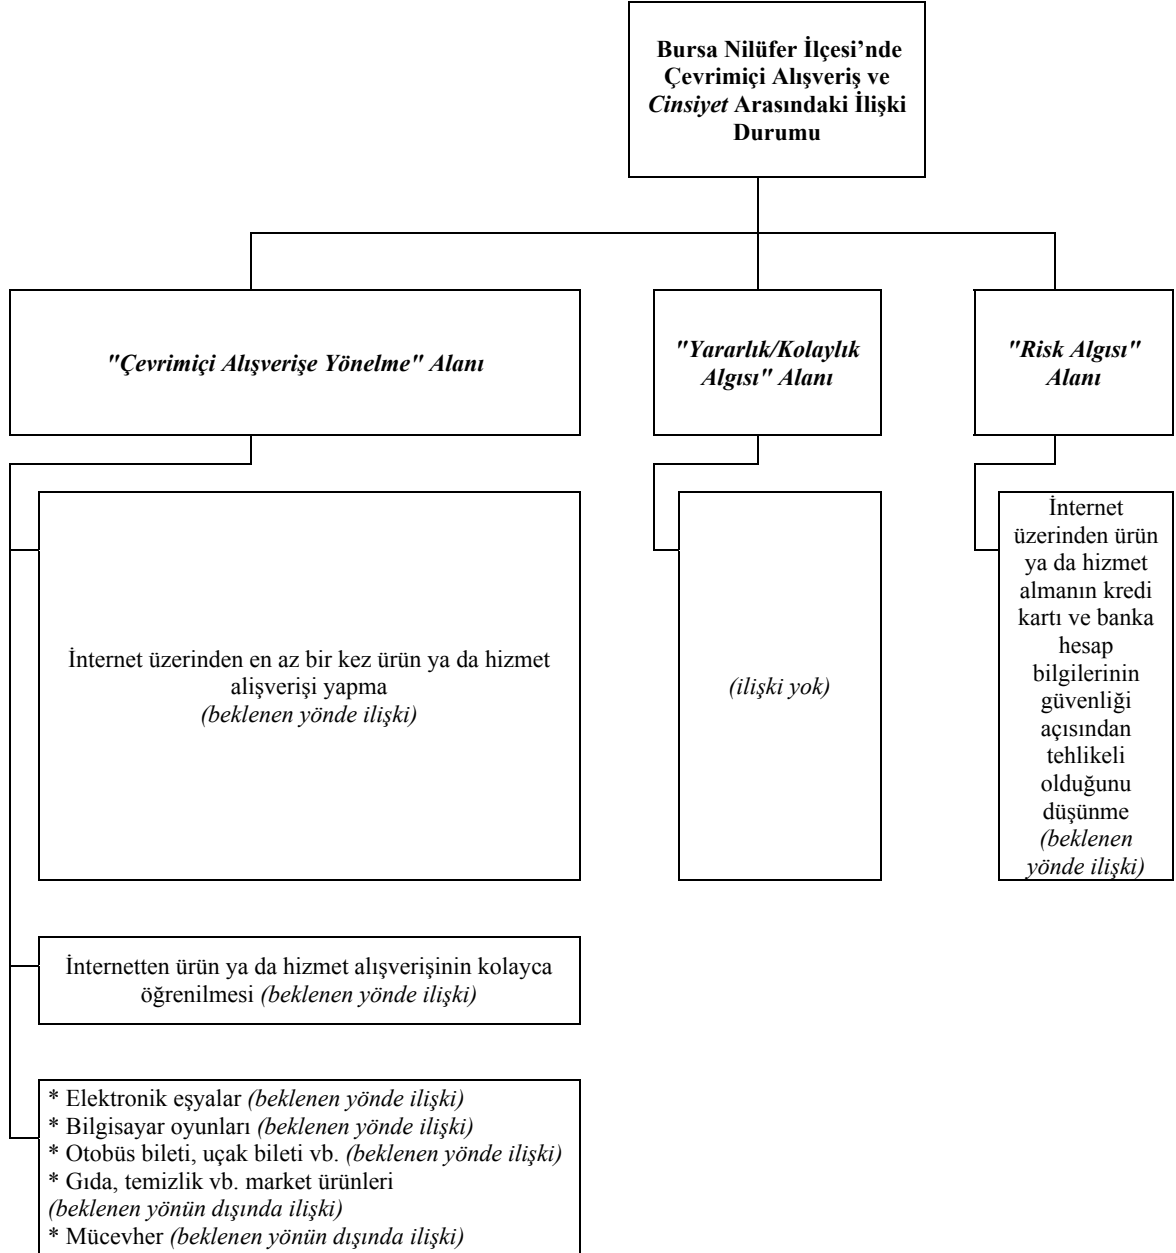 Bursa Nilüfer İlçesi’nde
Çevrimiçi Alışveriş ve
Cinsiyet Arasındaki İlişki
Durumu
"Çevrimiçi Alışverişe Yönelme" Alanı
"Yararlık/Kolaylık
Algısı" Alanı
"Risk Algısı"
Alanı
İnternet üzerinden en az bir kez ürün ya da hizmet
alişverişi yapma
(beklenen yönde ilişki)
(ilişki yok)
İnternet
üzerinden ürün
ya da hizmet
almanın kredi
kartı ve banka
hesap
bilgilerinin
güvenliği
açısından
tehlikeli
olduğunu
düşünme
(beklenen
yönde ilişki)
İnternetten ürün ya da hizmet alışverişinin kolayca
öğrenilmesi (beklenen yönde ilişki)
* Elektronik eşyalar (beklenen yönde ilişki)
* Bilgisayar oyunları (beklenen yönde ilişki)
* Otobüs bileti, uçak bileti vb. (beklenen yönde ilişki)
* Gıda, temizlik vb. market ürünleri
(beklenen yönün dışında ilişki)
* Mücevher (beklenen yönün dışında ilişki)